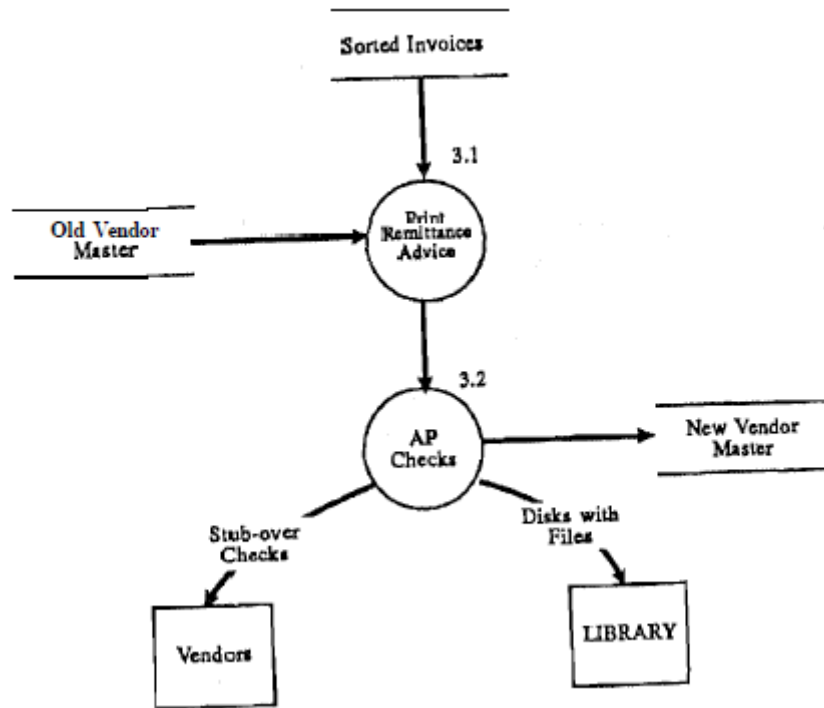 Sorted Invoices
3.1
Print
Remittance
Advice
Old Vendor
Master
3.2
AP
Checks
New Vendor
Master
Stub-over
Checks
Disks with
Files
Vendors
LIBRARY